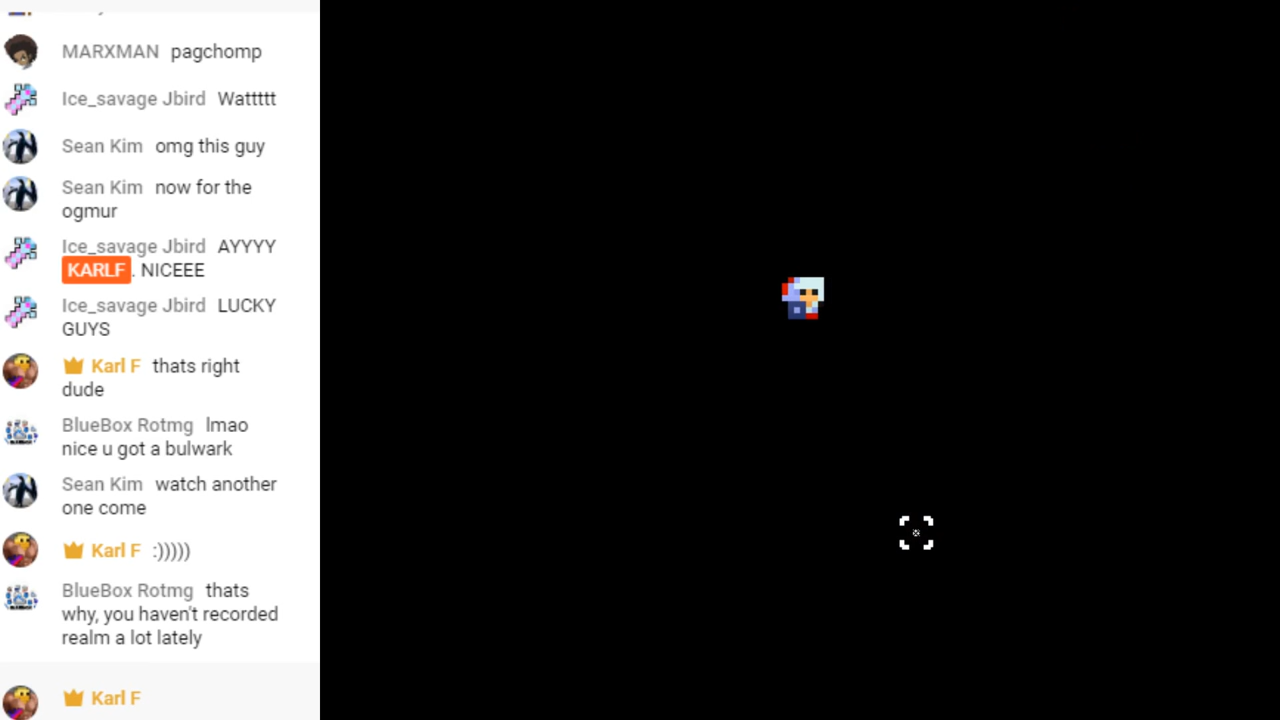 MARXMAN pagchomp
Ice_savage Jbird Wattttt
Sean Kim omg this guy
Sean Kim now for the
ogmur
Ice_savage Jbird AYYYY
KARLF. NICEEE
Ice_savage Jbird LUCKY
GUYS
Karl F thats right
dude
BlueBox Rotmg lmao
nice u got a bulwark
Sean Kim watch another
one come
Karl F :)))))
BlueBox Rotmg thats
why, you haven't recorded
realm a lot lately
Karl F